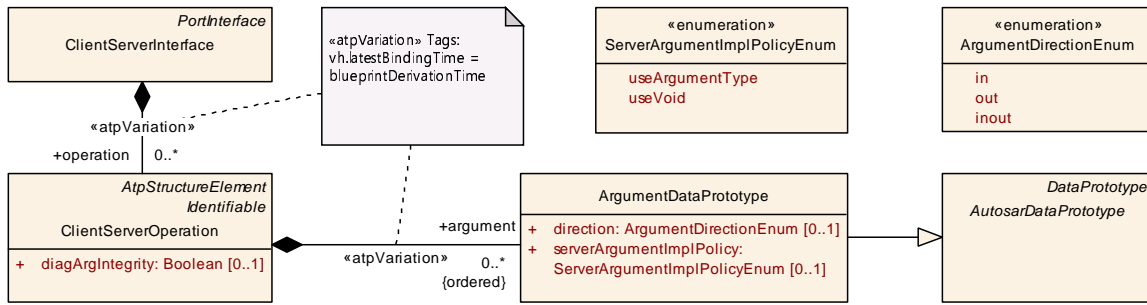 PortInterface
ClientServerInterface
«atpVariation» Tags:
vh.latestBindingTime =
blueprintDerivationTime
«enumeration»
ServerArgumentImplPolicyEnum
useArgumentType
useVoid
«enumeration»
ArgumentDirectionEnum
in
out
inout
«atpVariation»
+operation 0..*
AtpStructureElement
Identifiable
ClientServerOperation
+ diagArgIntegrity: Boolean [0..1]
+argument
«atpVariation»
0..*
{ordered}
ArgumentDataPrototype
+ direction: ArgumentDirectionEnum [0..1]
+ serverArgumentImplPolicy:
ServerArgumentImplPolicyEnum [0..1]
DataPrototype
AutosarDataPrototype